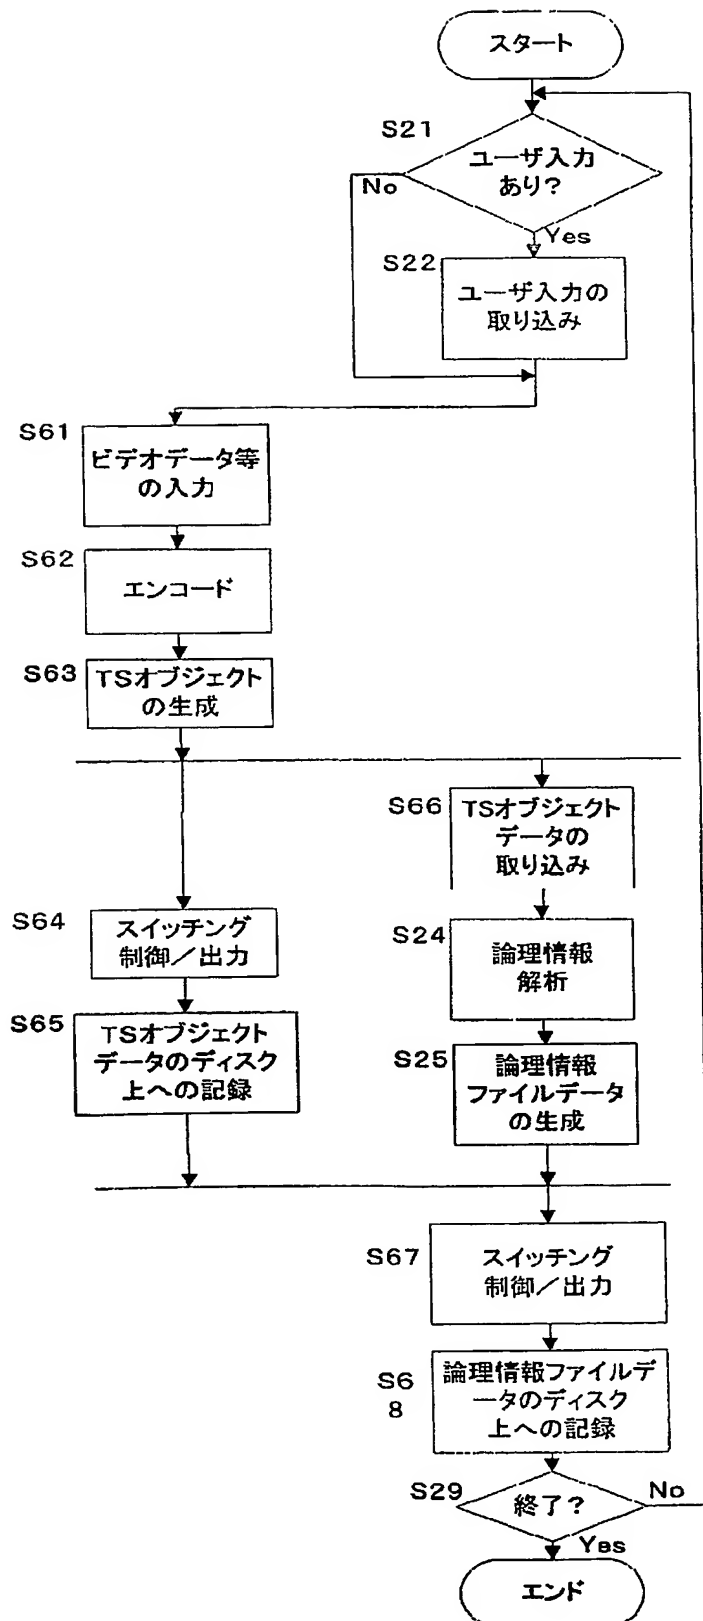 スタート
S21
ユーザ入力
あり?
No
Yes
S22
ユーザ入力の
取り込み
S61
ビデオデータ等
の入力
S62
エンコード
S63
TSオブジェクト
の生成
S66
TSオブジェクト
データの
取り込み
S64
スイッチング
制御/出力
S24
論理情報
解析
S65
TSオブジェクト
データのディスク
上への記録
S25
論理情報
ファイルデータ
の生成
S67
スイッチング
制御/出力
S6
8
論理情報ファイルデ
ータのディスク
上への記録
S29
終了?
No
Yes
エンド